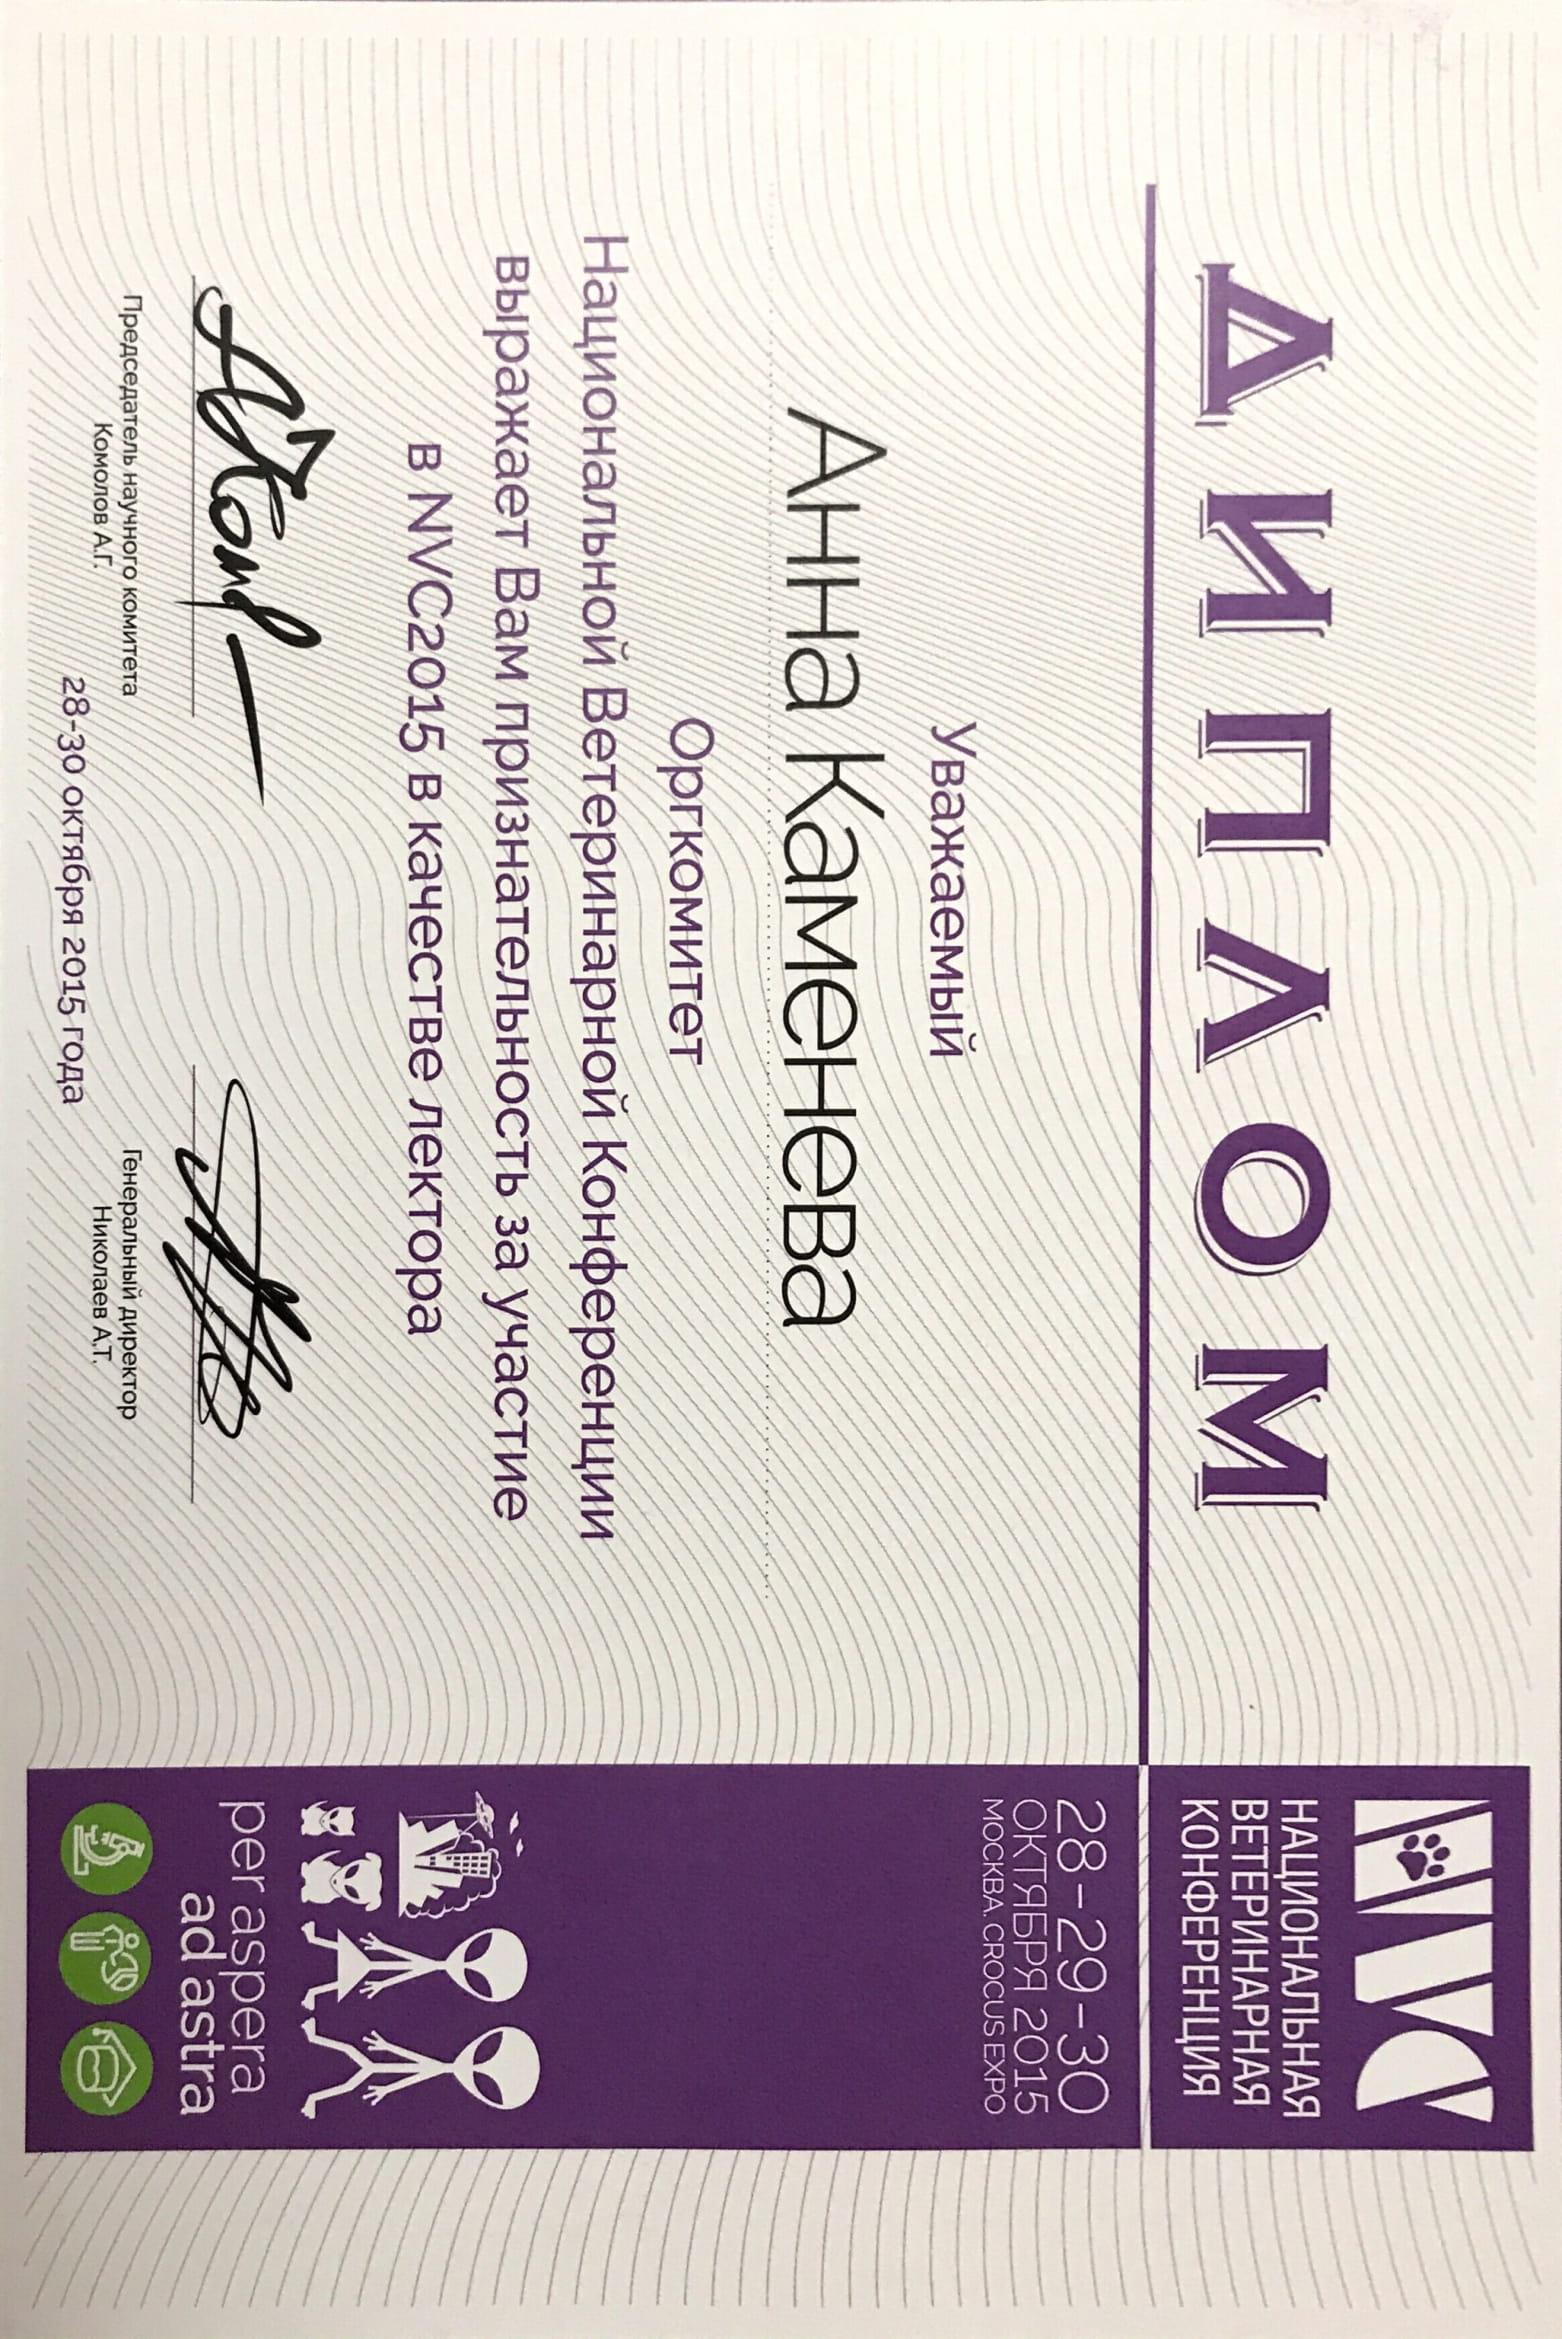 ДИПЛОМ
Уважаемый
Анна Каменева
Оргкомитет
Национальной Ветеринарной Конференции
выражает Вам признательность за участие
в NVC2015 в качестве лектора
Председатель научного комитета
Комолов А.Г.
Генеральный директор
Николаев А.Т.
28-30 октября 2015 года
NVC
НАЦИОНАЛЬНАЯ
ВЕТЕРИНАРНАЯ
КОНФЕРЕНЦИЯ
28-29-30
ОКТЯБРЯ 2015
МОСКВА.CROCUS EXPO
per aspera
ad astra